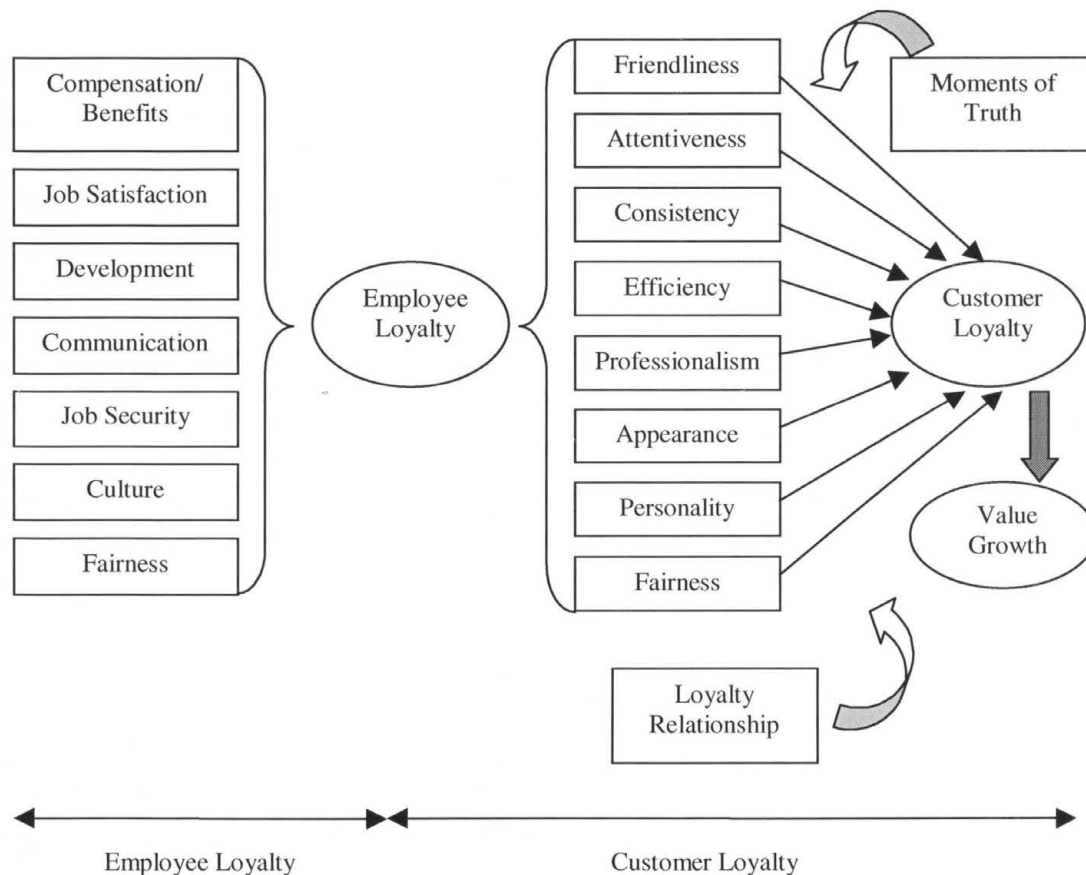 Compensation/
Benefits
Job Satisfaction
Development
Communication
Job Security
Culture
Fairness
Employee
Loyalty
Friendliness
Attentiveness
Consistency
Efficiency
Professionalism
Appearance
Personality
Fairness
Moments of
Truth
Customer
Loyalty
Value
Growth
Loyalty
Relationship
Employee Loyalty
Customer Loyalty